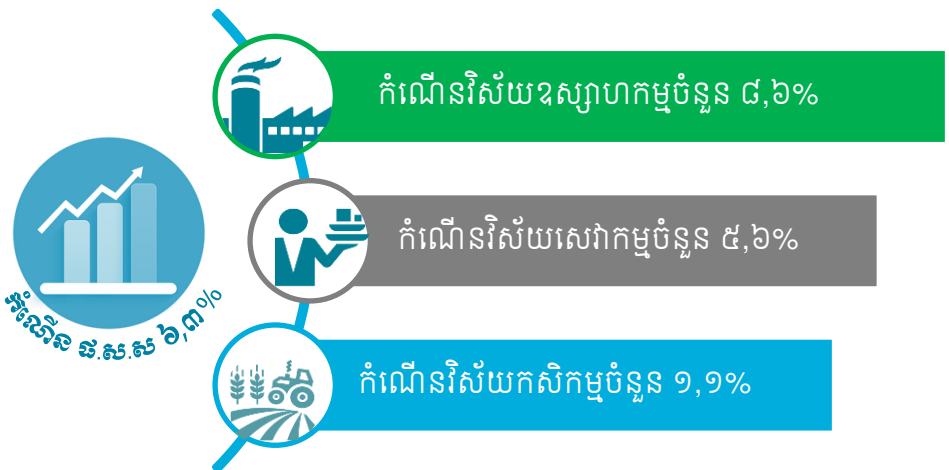 កំណើនវិស័យឧស្សាហកម្មចំនួន ៨,៦%
កំណើនវិស័យសេវាកម្មចំនួន ៥,៦%
កំណើន ផ.ស.ស ៦,៣%
កំណើនវិស័យកសិកម្មចំនួន ១,១%